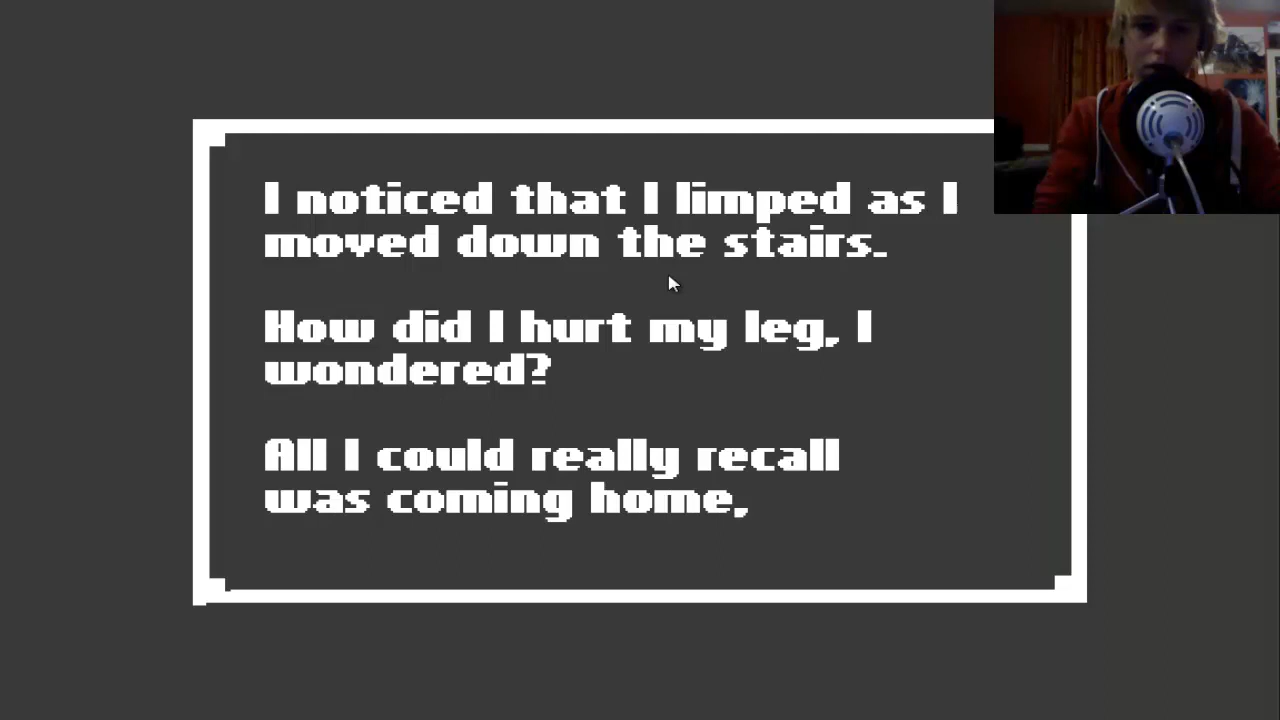 I noticed that I limped as I
moved down the stairs.
How did I hurt my leg, I
wondered?
All I could really recall
was coming home,